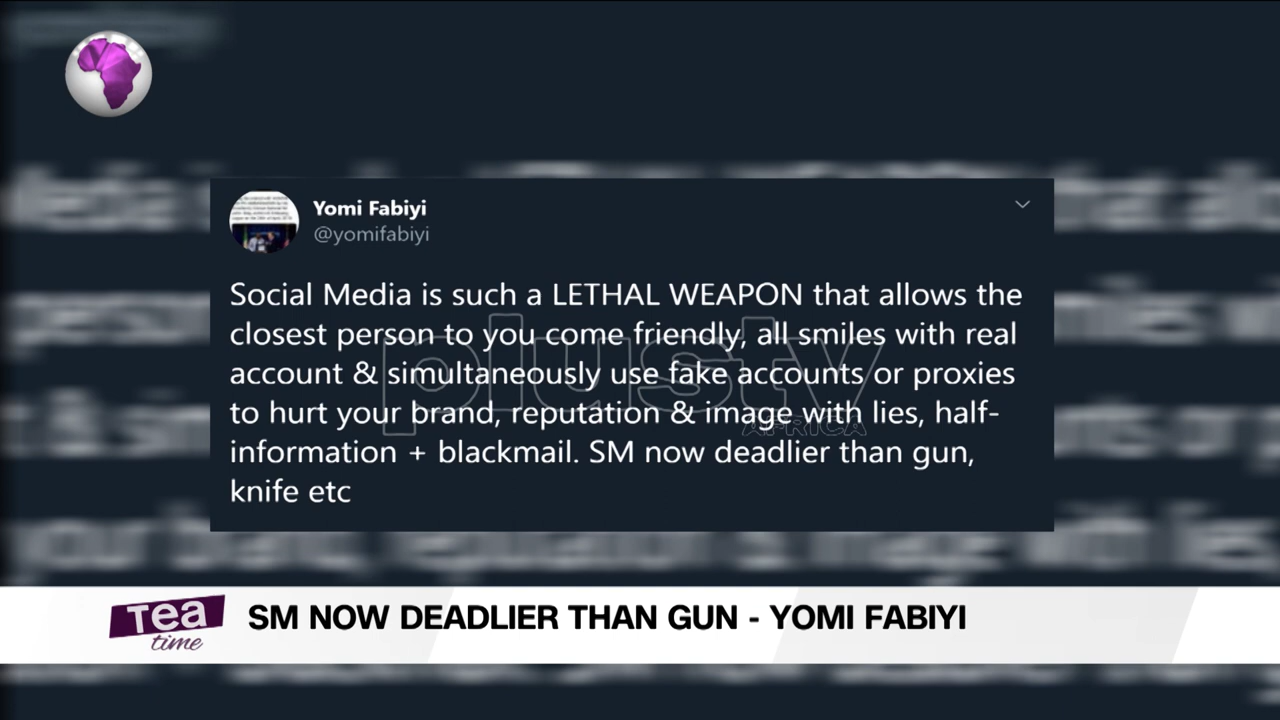 Yomi Fabiyi
@yomifabiyi
Social Media is such a LETHAL WEAPON that allows the
closest person to you come friendly, all smiles with real
account & simultaneously use fake accounts or proxies
to hurt your brand, reputation & image with lies, half-
information + blackmail. SM now deadlier than gun,
knife etc
plustv
AFRICA
Tea
time
SM NOW DEADLIER THAN GUN - YOMI FABIYI